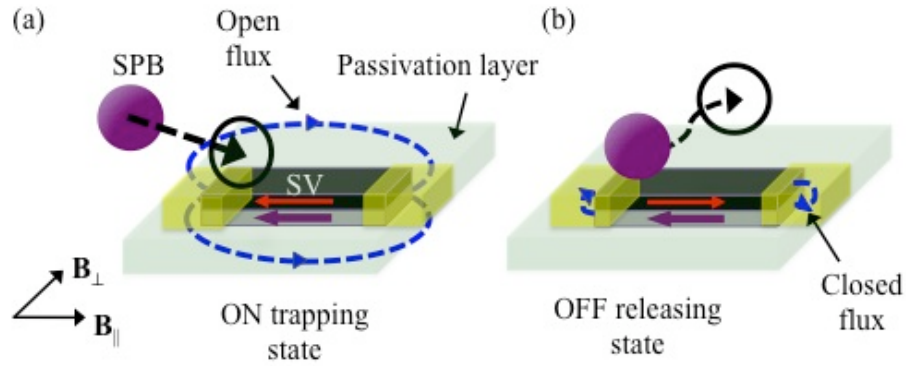 (a)
Open
flux
SPB
Passivation layer
SV
B⊥
B||
ON trapping
state
(b)
OFF releasing
state
Closed
flux